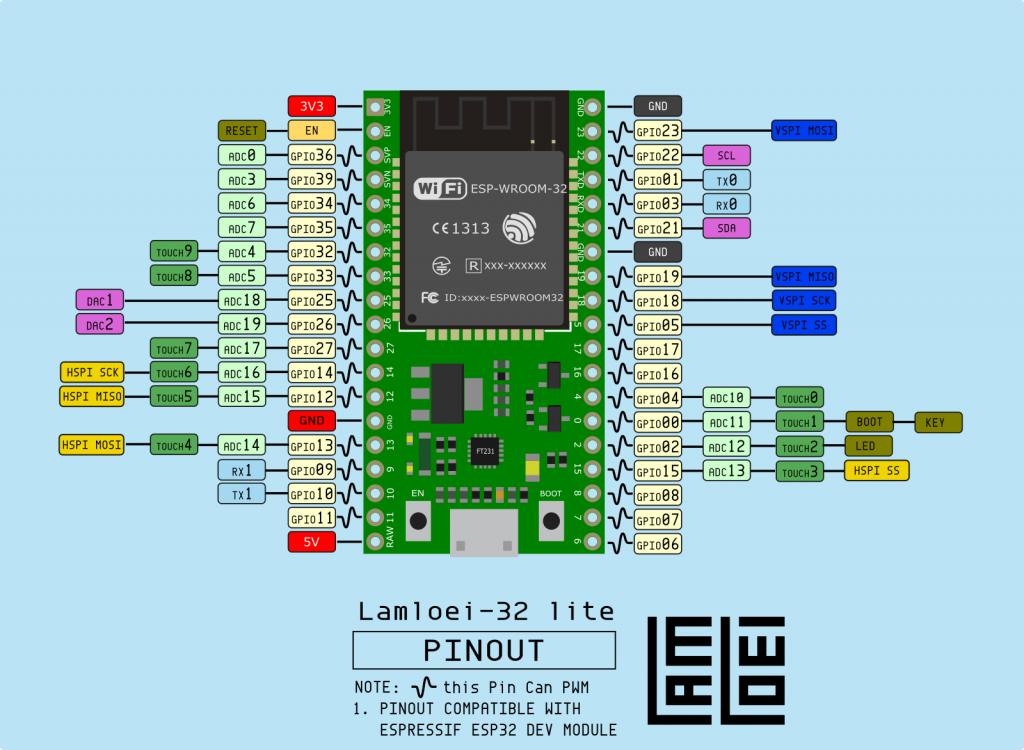 3V3 3V3 GND GND
RESET EN EN 23 GPIO23 VSPI MOSI
ADC0 GPIO36 SVP 22 GPIO22 SCL
ADC3 GPIO39 SVN TXD GPIO01 TX0
ADC6 GPIO34 34 RXD GPIO03 RX0
ADC7 GPIO35 35 21 GPIO21 SDA
TOUCH9 ADC4 GPIO32 32 GND GND
TOUCH8 ADC5 GPIO33 33 19 GPIO19 VSPI MISO
DAC1 ADC18 GPIO25 25 18 GPIO18 VSPI SCK
DAC2 ADC19 GPIO26 26 5 GPIO05 VSPI SS
TOUCH7 ADC17 GPIO27 27 17 GPIO17
HSPI SCK TOUCH6 ADC16 GPIO14 14 16 GPIO16
HSPI MISO TOUCH5 ADC15 GPIO12 12 4 GPIO04 ADC10 TOUCH0
GND GND 0 GPIO00 ADC11 TOUCH1 BOOT KEY
HSPI MOSI TOUCH4 ADC14 GPIO13 13 2 GPIO02 ADC12 TOUCH2 LED
RX1 GPIO09 9 15 GPIO15 ADC13 TOUCH3 HSPI SS
TX1 GPIO10 10 8 GPIO08
GPIO11 11 7 GPIO07
5V RAW 6 GPIO06
WiFi ESP-WROOM-32
CE1313
R xxx-xxxxxx
FC ID:xxxx-ESPWROOM32
FT231
EN BOOT
Lamloei-32 lite
PINOUT
NOTE: this Pin Can PWM
1. PINOUT COMPATIBLE WITH
ESPRESSIF ESP32 DEV MODULE
LAM
LOEI